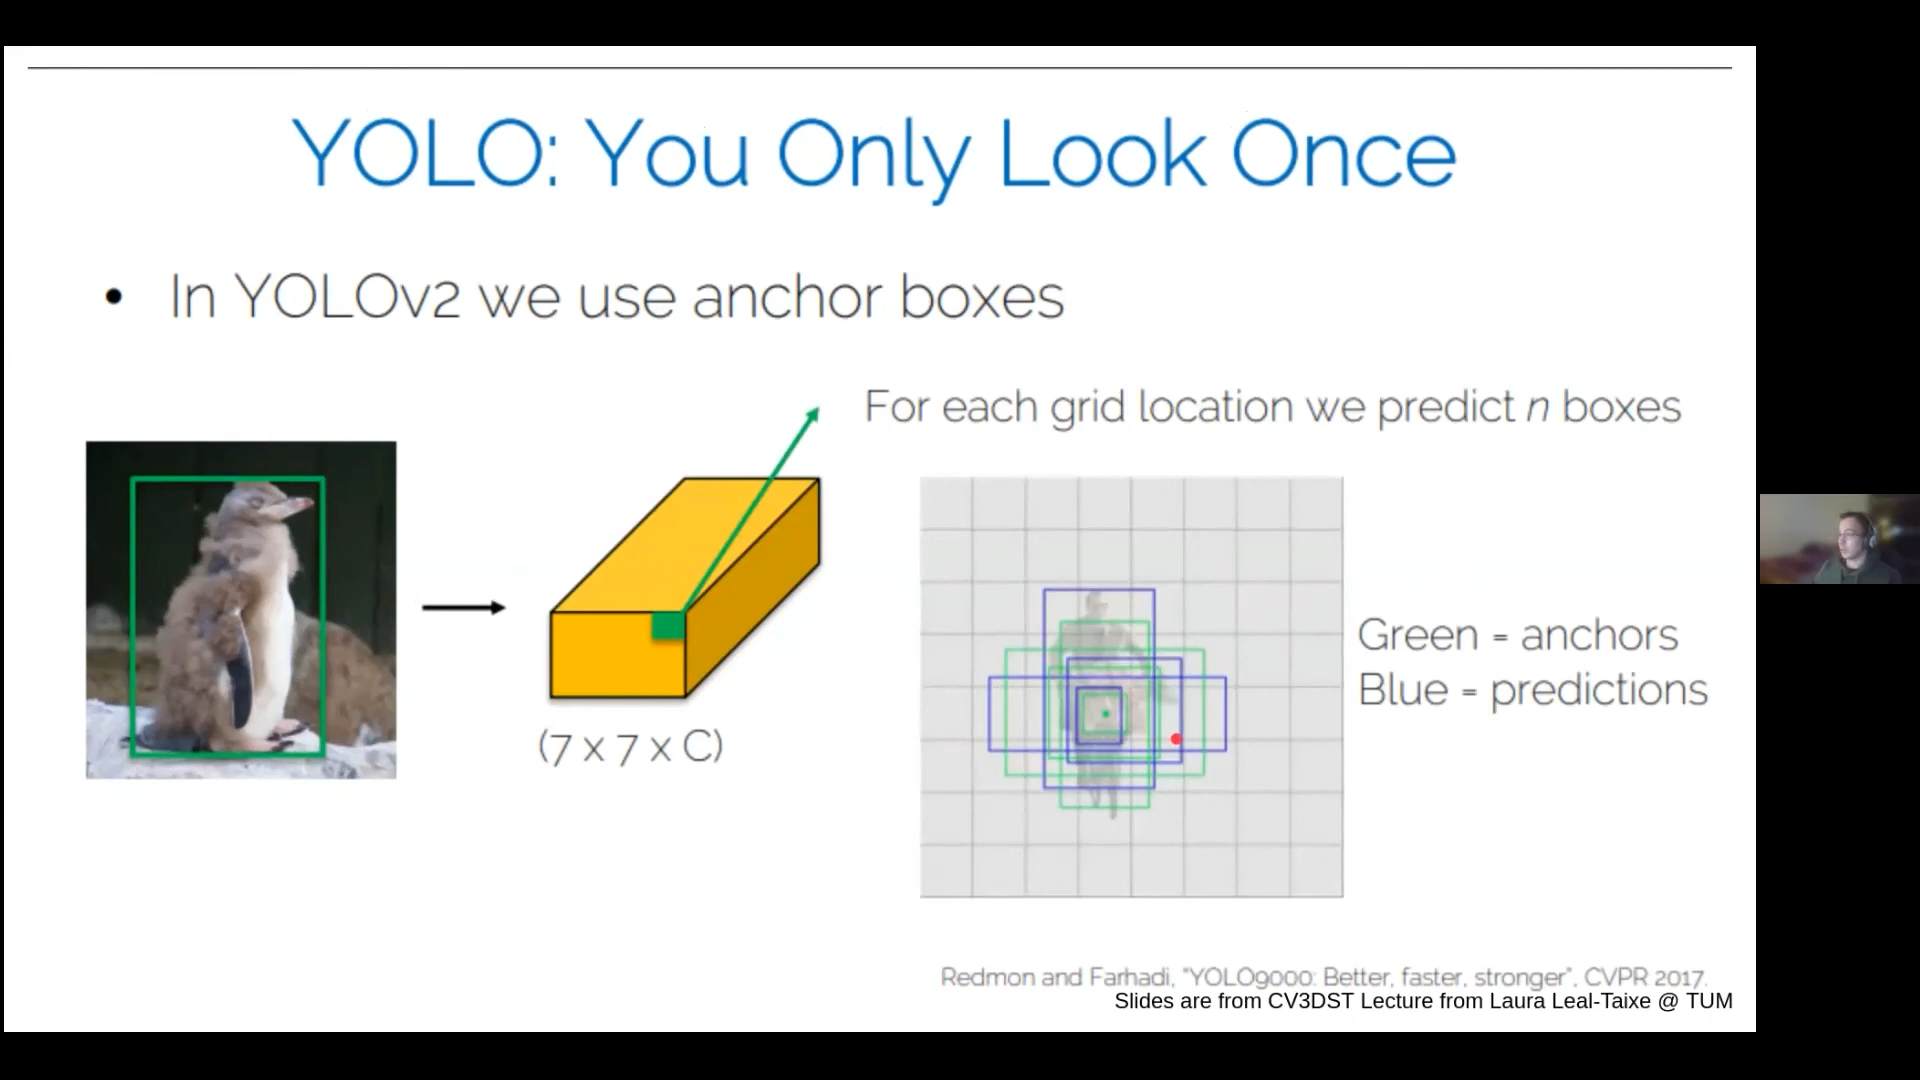 YOLO: You Only Look Once
• In YOLOv2 we use anchor boxes
For each grid location we predict n boxes
(7 x 7 x C)
Green = anchors
Blue = predictions
Redmon and Farhadi, "YOLO9000: Better, faster, stronger", CVPR 2017.
Slides are from CV3DST Lecture from Laura Leal-Taixe @ TUM